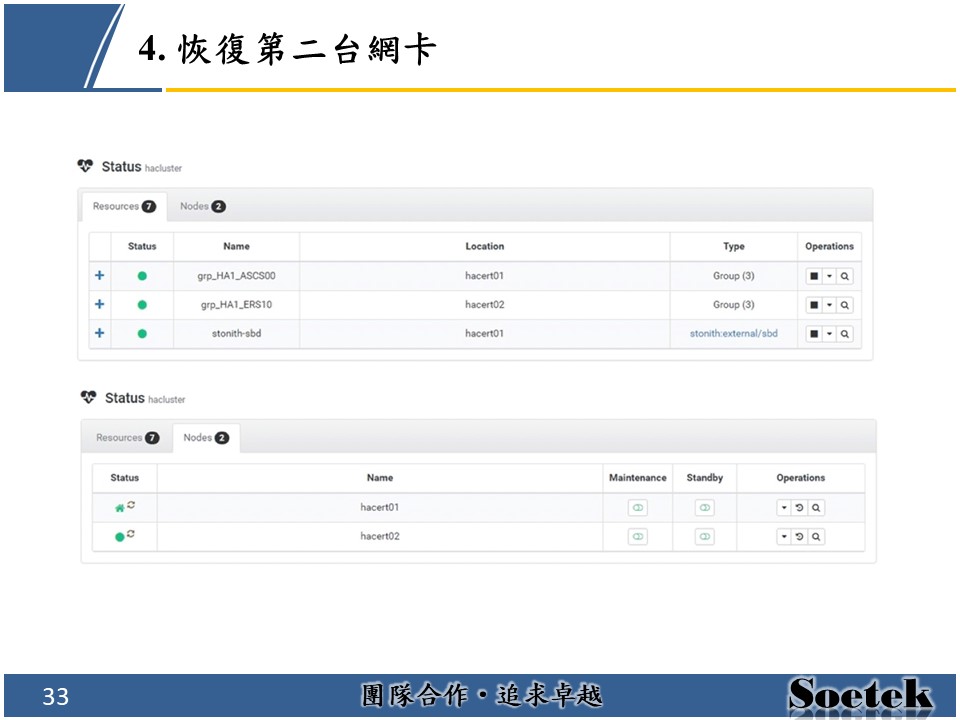 4. 恢復第二台網卡
Status hacluster
Resources 7 Nodes 2
Status Name Location Type Operations
grp_HA1_ASCS00 hacert01 Group (3)
grp_HA1_ERS10 hacert02 Group (3)
stonith-sbd hacert01 stonith:external/sbd
Status hacluster
Resources 7 Nodes 2
Status Name Maintenance Standby Operations
hacert01
hacert02
33 團隊合作・追求卓越 Soetek